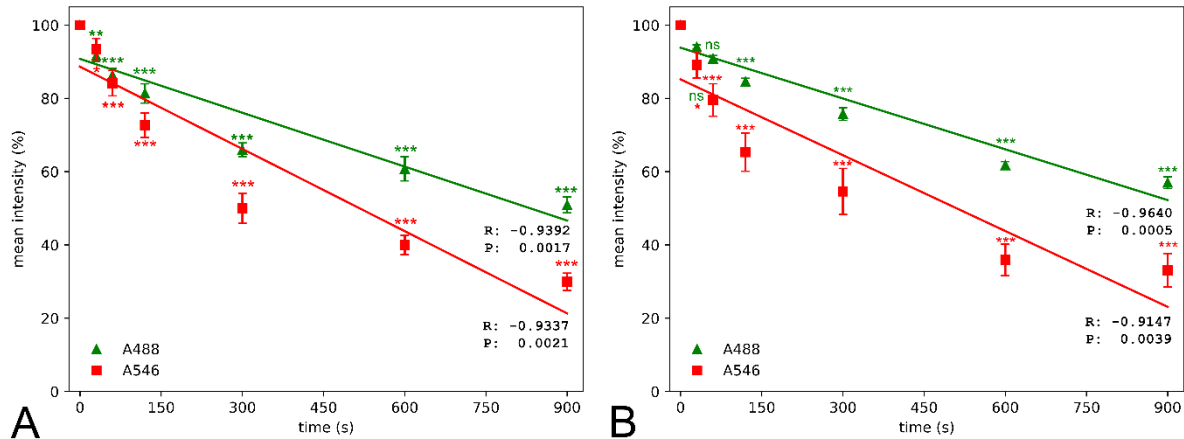 100
80
60
40
20
0
mean intensity (%)
**
*
***
***
***
***
***
***
***
***
***
***
R: -0.9392
P: 0.0017
R: -0.9337
P: 0.0021
A488
A546
0 150 300 450 600 750 900
time (s)
A
100
80
60
40
20
0
mean intensity (%)
ns
ns
***
*
***
***
***
***
***
***
***
***
R: -0.9640
P: 0.0005
R: -0.9147
P: 0.0039
A488
A546
0 150 300 450 600 750 900
time (s)
B